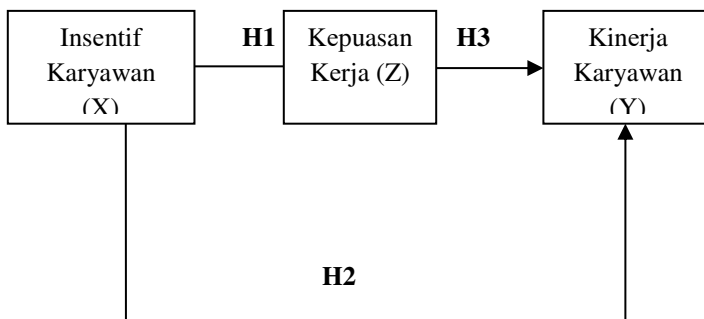 Insentif
Karyawan
(X)
H1
Kepuasan
Kerja (Z)
H3
Kinerja
Karyawan
(Y)
H2